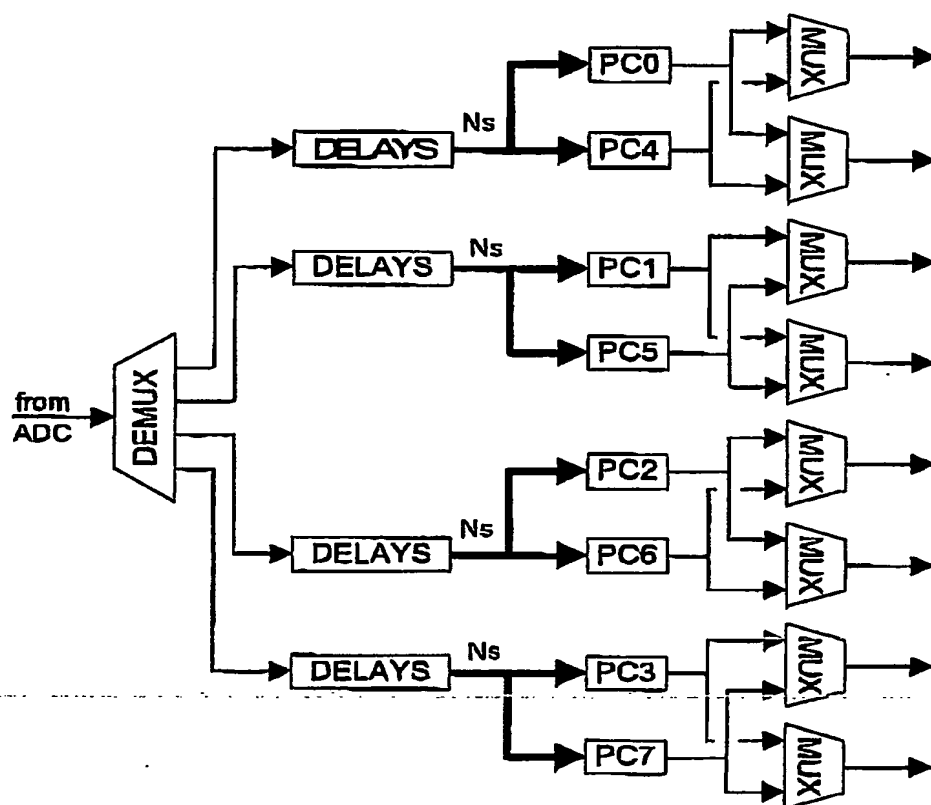 PC0
MUX
Ns
DELAYS
PC4
MUX
Ns
DELAYS
PC1
MUX
PC5
MUX
from
ADC
DEMUX
PC2
MUX
Ns
DELAYS
PC6
MUX
Ns
DELAYS
PC3
MUX
PC7
MUX